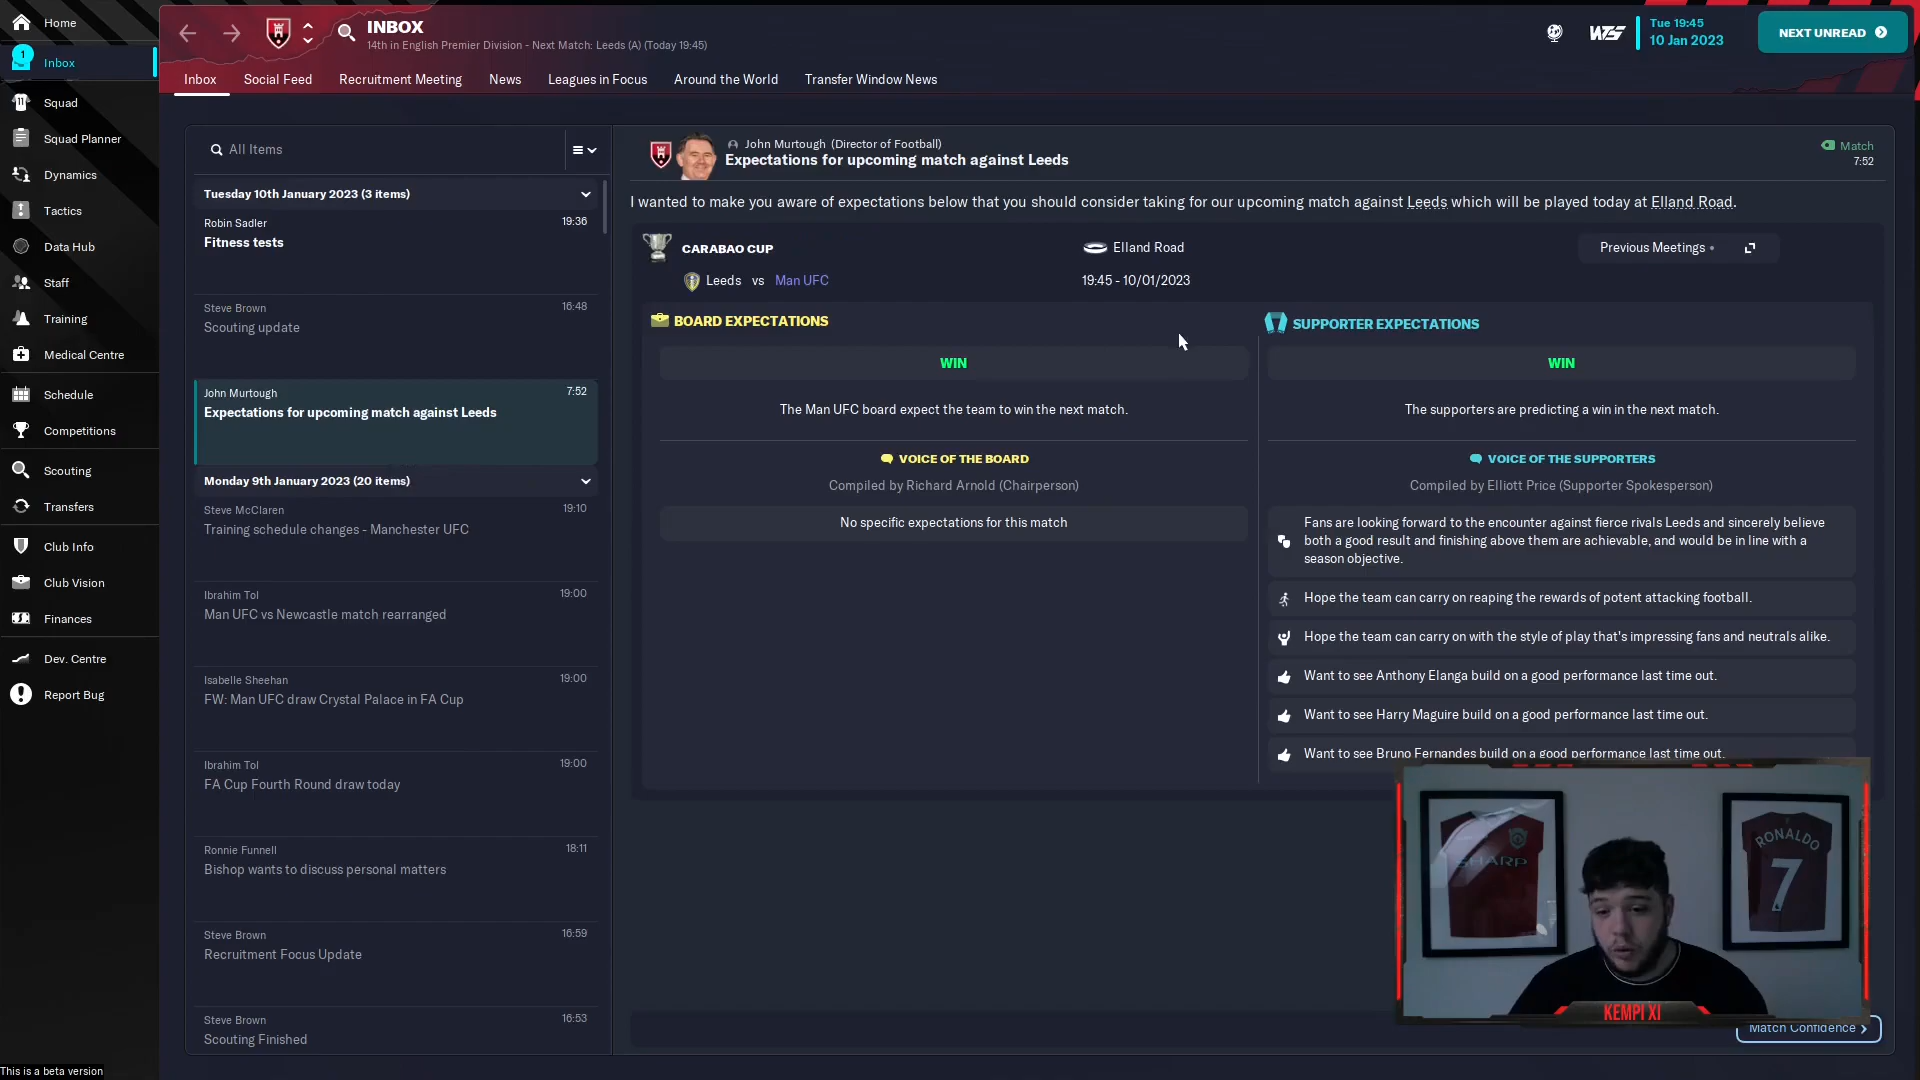 Home
Inbox
1
Squad
Squad Planner
Dynamics
Tactics
Data Hub
Staff
Training
Medical Centre
Schedule
Competitions
Scouting
Transfers
Club Info
Club Vision
Finances
Dev. Centre
Report Bug
This is a beta version
INBOX
14th in English Premier Division - Next Match: Leeds (A) (Today 19:45)
Tue 19:45
10 Jan 2023
NEXT UNREAD
Inbox Social Feed Recruitment Meeting News Leagues in Focus Around the World Transfer Window News
All Items
Tuesday 10th January 2023 (3 items)
Robin Sadler 19:36
Fitness tests
Steve Brown 16:48
Scouting update
John Murtough 7:52
Expectations for upcoming match against Leeds
Monday 9th January 2023 (20 items)
Steve McClaren 19:10
Training schedule changes - Manchester UFC
Ibrahim Tol 19:00
Man UFC vs Newcastle match rearranged
Isabelle Sheehan 19:00
FW: Man UFC draw Crystal Palace in FA Cup
Ibrahim Tol 19:00
FA Cup Fourth Round draw today
Ronnie Funnell 18:11
Bishop wants to discuss personal matters
Steve Brown 16:59
Recruitment Focus Update
Steve Brown 16:53
Scouting Finished
John Murtough (Director of Football)
Expectations for upcoming match against Leeds
Match
7:52
I wanted to make you aware of expectations below that you should consider taking for our upcoming match against Leeds which will be played today at Elland Road.
CARABAO CUP
Elland Road
Previous Meetings
Leeds vs Man UFC
19:45 - 10/01/2023
BOARD EXPECTATIONS
WIN
The Man UFC board expect the team to win the next match.
VOICE OF THE BOARD
Compiled by Richard Arnold (Chairperson)
No specific expectations for this match
SUPPORTER EXPECTATIONS
WIN
The supporters are predicting a win in the next match.
VOICE OF THE SUPPORTERS
Compiled by Elliott Price (Supporter Spokesperson)
Fans are looking forward to the encounter against fierce rivals Leeds and sincerely believe
both a good result and finishing above them are achievable, and would be in line with a
season objective.
Hope the team can carry on reaping the rewards of potent attacking football.
Hope the team can carry on with the style of play that's impressing fans and neutrals alike.
Want to see Anthony Elanga build on a good performance last time out.
Want to see Harry Maguire build on a good performance last time out.
Want to see Bruno Fernandes build on a good performance last time out.
SHARP
RONALDO
7
KEMPI XI
Match Confidence